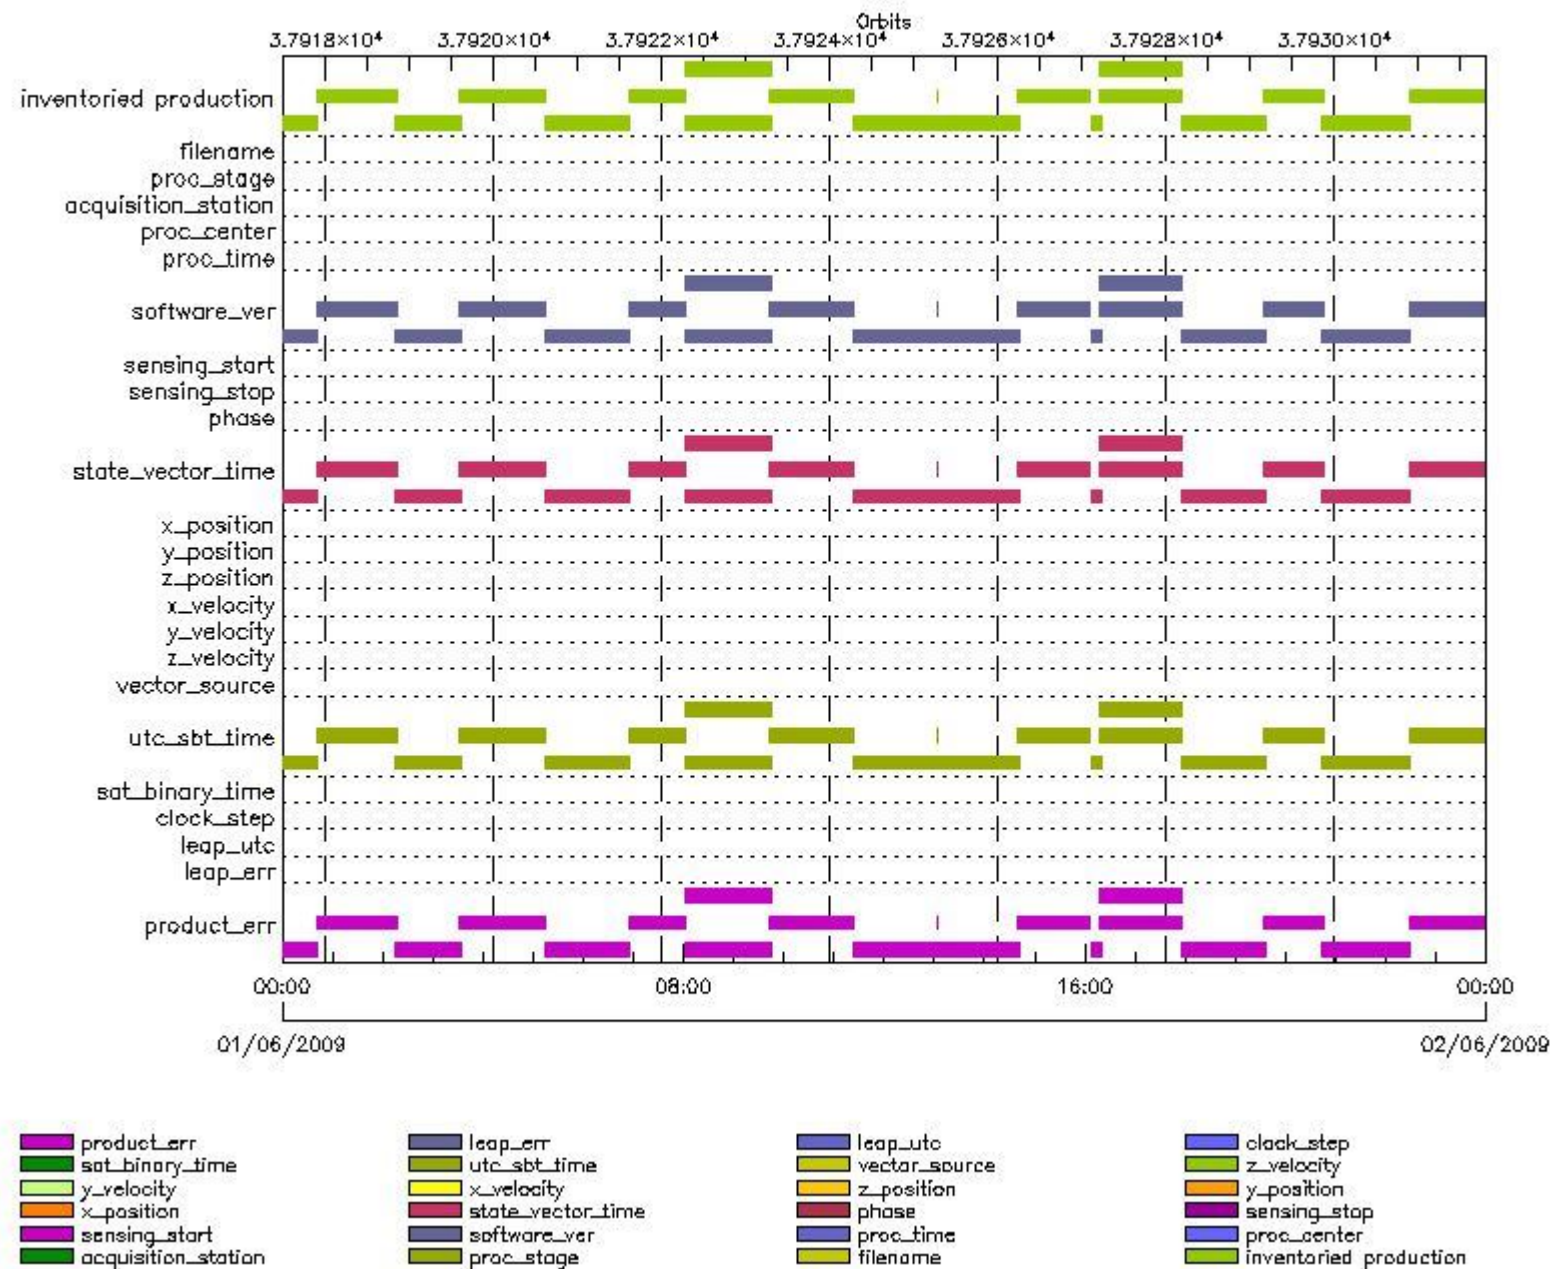 Orbits
3.7918×10⁴ 3.7920×10⁴ 3.7922×10⁴ 3.7924×10⁴ 3.7926×10⁴ 3.7928×10⁴ 3.7930×10⁴
inventoried production
filename
proc_stage
acquisition_station
proc_center
proc_time
software_ver
sensing_start
sensing_stop
phase
state_vector_time
x_position
y_position
z_position
x_velocity
y_velocity
z_velocity
vector_source
utc_sbt_time
sat_binary_time
clock_step
leap_utc
leap_err
product_err
00:00 08:00 16:00 00:00
01/06/2009 02/06/2009
product_err leap_err leap_utc clock_step
sat_binary_time utc_sbt_time vector_source z_velocity
y_velocity x_velocity z_position y_position
x_position state_vector_time phase sensing_stop
sensing_start software_ver proc_time proc_center
acquisition_station proc_stage filename inventoried production